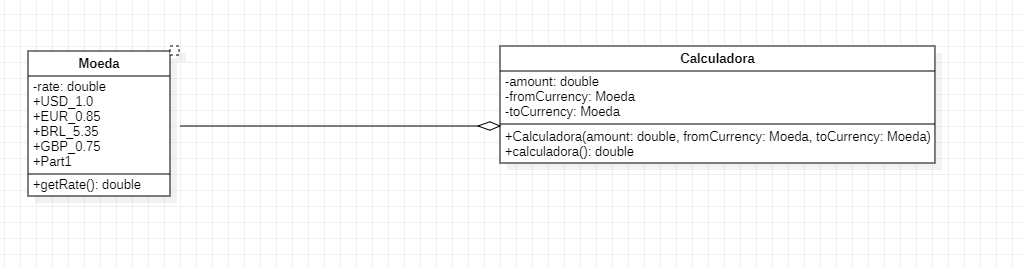 Moeda
-rate: double
+USD_1.0
+EUR_0.85
+BRL_5.35
+GBP_0.75
+Part1
+getRate(): double
Calculadora
-amount: double
-fromCurrency: Moeda
-toCurrency: Moeda
+Calculadora(amount: double, fromCurrency: Moeda, toCurrency: Moeda)
+calculadora(): double